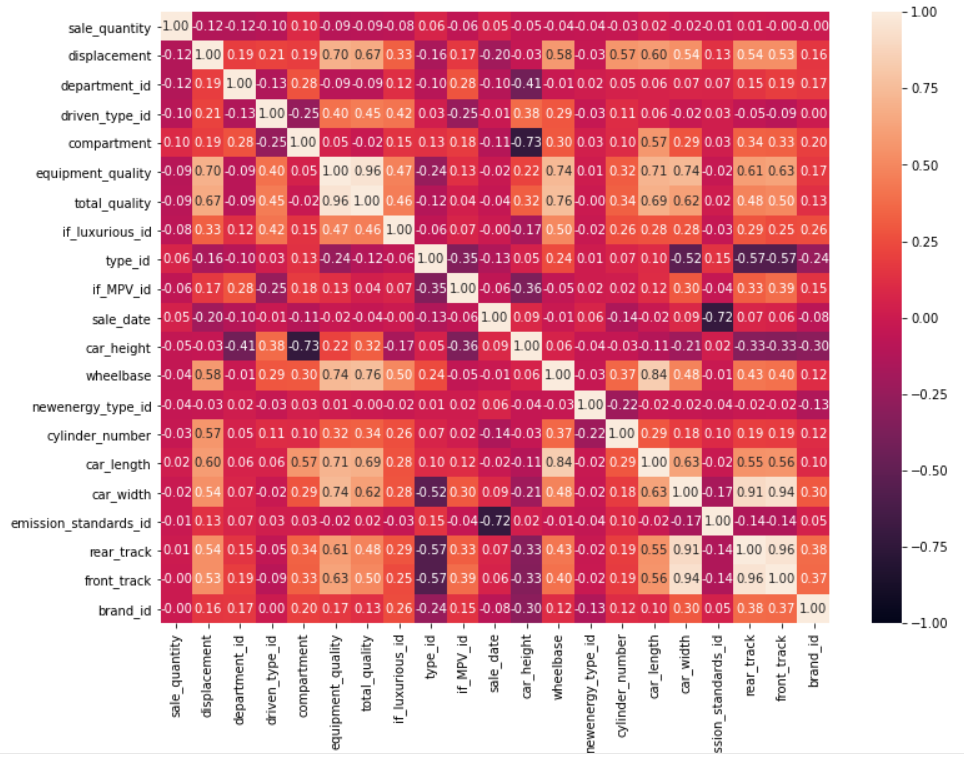 sale_quantity 1.00 -0.12 -0.12 -0.10 0.10 -0.09 -0.09 -0.08 0.06 -0.06 0.05 -0.05 -0.04 -0.04 -0.03 0.02 -0.02 -0.01 0.01 -0.00 -0.00
displacement -0.12 1.00 0.19 0.21 0.19 0.70 0.67 0.33 -0.16 0.17 -0.20 -0.03 0.58 -0.03 0.57 0.60 0.54 0.13 0.54 0.53 0.16
department_id -0.12 0.19 1.00 -0.13 0.28 -0.09 -0.09 0.12 -0.10 0.28 -0.10 -0.41 -0.01 0.02 0.05 0.06 0.07 0.07 0.15 0.19 0.17
driven_type_id -0.10 0.21 -0.13 1.00 -0.25 0.40 0.45 0.42 0.03 -0.25 -0.01 0.38 0.29 -0.03 0.11 0.06 -0.02 0.03 -0.05 -0.09 0.00
compartment 0.10 0.19 0.28 -0.25 1.00 0.05 -0.02 0.15 0.13 0.18 -0.11 -0.73 0.30 0.03 0.10 0.57 0.29 0.03 0.34 0.33 0.20
equipment_quality -0.09 0.70 -0.09 0.40 0.05 1.00 0.96 0.47 -0.24 0.13 -0.02 0.22 0.74 0.01 0.32 0.71 0.74 -0.02 0.61 0.63 0.17
total_quality -0.09 0.67 -0.09 0.45 -0.02 0.96 1.00 0.46 -0.12 0.04 -0.04 0.32 0.76 -0.00 0.34 0.69 0.62 0.02 0.48 0.50 0.13
if_luxurious_id -0.08 0.33 0.12 0.42 0.15 0.47 0.46 1.00 -0.06 0.07 -0.00 -0.17 0.50 -0.02 0.26 0.28 0.28 -0.03 0.29 0.25 0.26
type_id 0.06 -0.16 -0.10 0.03 0.13 -0.24 -0.12 -0.06 1.00 -0.35 -0.13 0.05 0.24 0.01 0.07 0.10 -0.52 0.15 -0.57 -0.57 -0.24
if_MPV_id -0.06 0.17 0.28 -0.25 0.18 0.13 0.04 0.07 -0.35 1.00 -0.06 -0.36 -0.05 0.02 0.02 0.12 0.30 -0.04 0.33 0.39 0.15
sale_date 0.05 -0.20 -0.10 -0.01 -0.11 -0.02 -0.04 -0.00 -0.13 -0.06 1.00 0.09 -0.01 0.06 -0.14 -0.02 0.09 -0.72 0.07 0.06 -0.08
car_height -0.05 -0.03 -0.41 0.38 -0.73 0.22 0.32 -0.17 0.05 -0.36 0.09 1.00 0.06 -0.04 -0.03 -0.11 -0.21 0.02 -0.33 -0.33 -0.30
wheelbase -0.04 0.58 -0.01 0.29 0.30 0.74 0.76 0.50 0.24 -0.05 -0.01 0.06 1.00 -0.03 0.37 0.84 0.48 -0.01 0.43 0.40 0.12
newenergy_type_id -0.04 -0.03 0.02 -0.03 0.03 0.01 -0.00 -0.02 0.01 0.02 0.06 -0.04 -0.03 1.00 -0.22 -0.02 -0.02 -0.04 -0.02 -0.02 -0.13
cylinder_number -0.03 0.57 0.05 0.11 0.10 0.32 0.34 0.26 0.07 0.02 -0.14 -0.03 0.37 -0.22 1.00 0.29 0.18 0.10 0.19 0.19 0.12
car_length 0.02 0.60 0.06 0.06 0.57 0.71 0.69 0.28 0.10 0.12 -0.02 -0.11 0.84 -0.02 0.29 1.00 0.63 -0.02 0.55 0.56 0.10
car_width -0.02 0.54 0.07 -0.02 0.29 0.74 0.62 0.28 -0.52 0.30 0.09 -0.21 0.48 -0.02 0.18 0.63 1.00 -0.17 0.91 0.94 0.30
emission_standards_id -0.01 0.13 0.07 0.03 0.03 -0.02 0.02 -0.03 0.15 -0.04 -0.72 0.02 -0.01 -0.04 0.10 -0.02 -0.17 1.00 -0.14 -0.14 0.05
rear_track 0.01 0.54 0.15 -0.05 0.34 0.61 0.48 0.29 -0.57 0.33 0.07 -0.33 0.43 -0.02 0.19 0.55 0.91 -0.14 1.00 0.96 0.38
front_track -0.00 0.53 0.19 -0.09 0.33 0.63 0.50 0.25 -0.57 0.39 0.06 -0.33 0.40 -0.02 0.19 0.56 0.94 -0.14 0.96 1.00 0.37
brand_id -0.00 0.16 0.17 0.00 0.20 0.17 0.13 0.26 -0.24 0.15 -0.08 -0.30 0.12 -0.13 0.12 0.10 0.30 0.05 0.38 0.37 1.00
sale_quantity
displacement
department_id
driven_type_id
compartment
equipment_quality
total_quality
if_luxurious_id
type_id
if_MPV_id
sale_date
car_height
wheelbase
newenergy_type_id
cylinder_number
car_length
car_width
ssion_standards_id
rear_track
front_track
brand_id
1.00
0.75
0.50
0.25
0.00
−0.25
−0.50
−0.75
−1.00